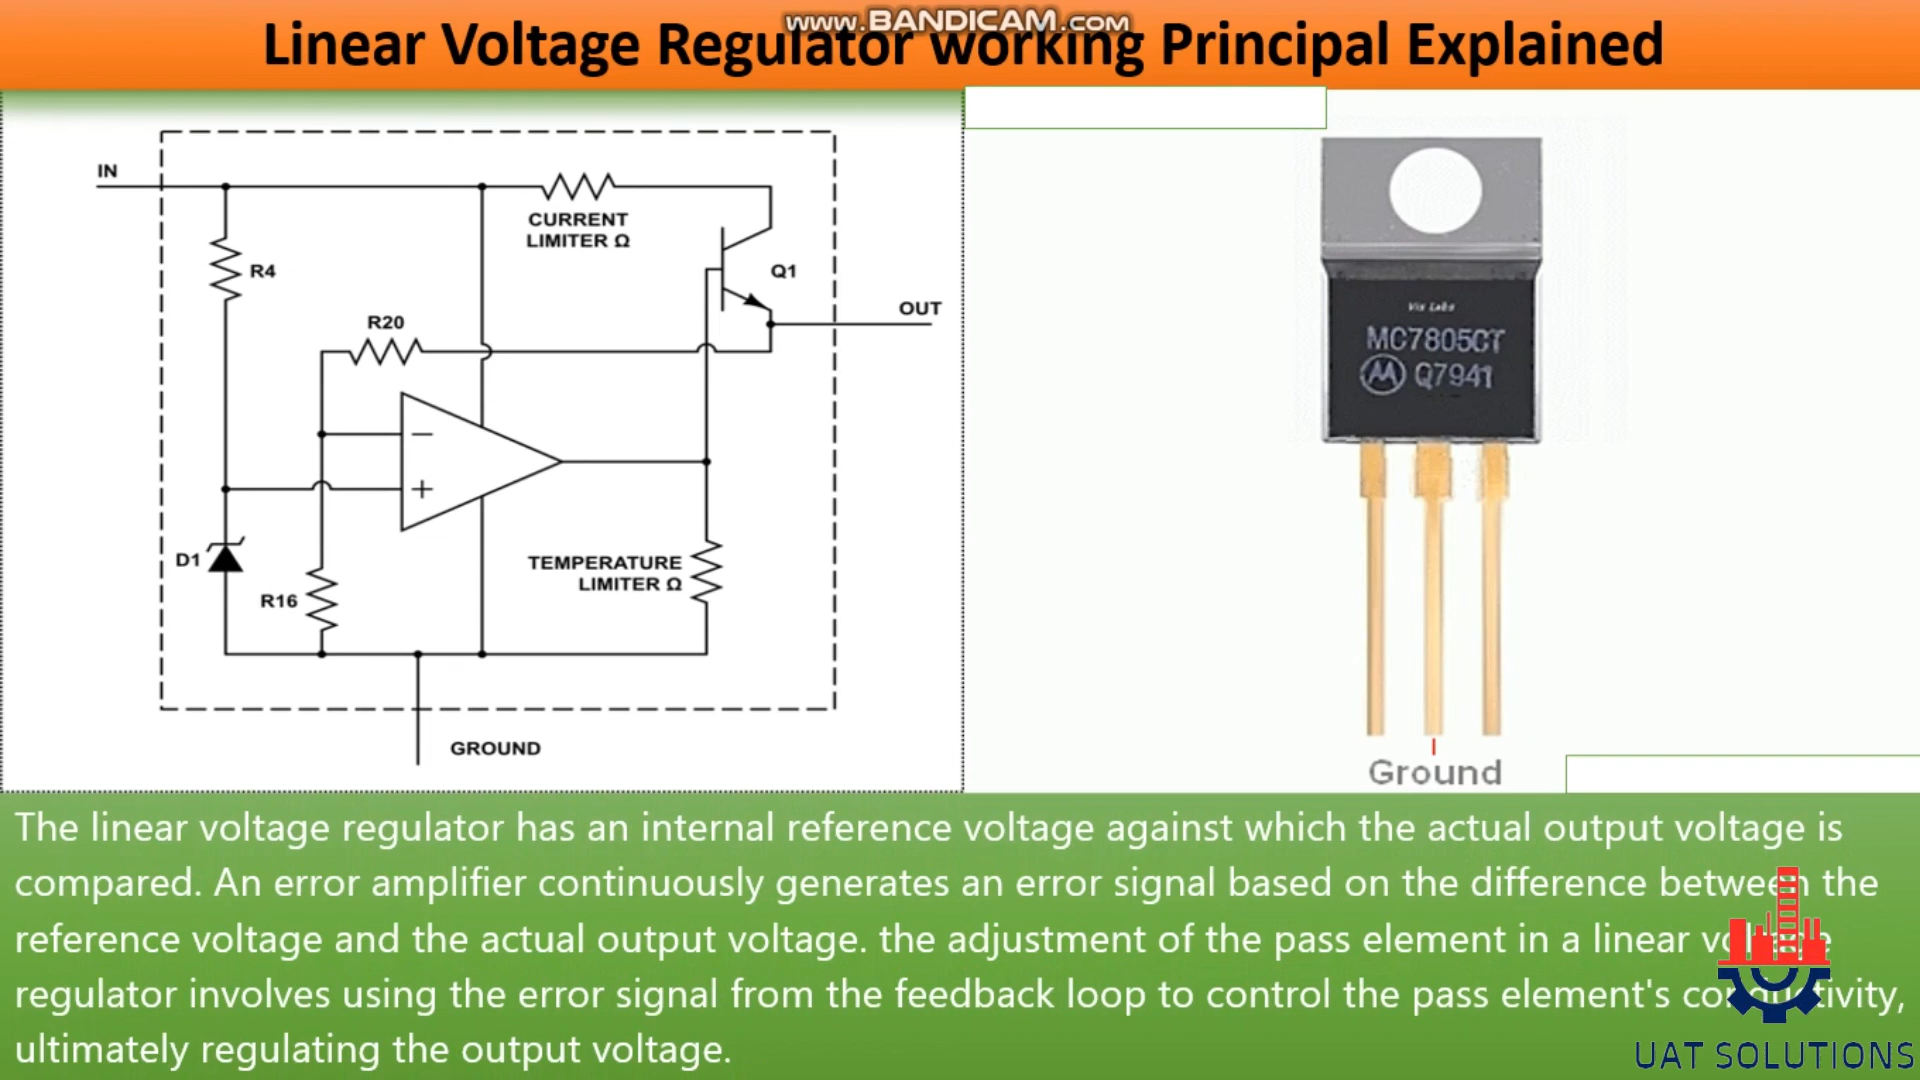 www.BANDICAM.com
Linear Voltage Regulator working Principal Explained
IN
CURRENT
LIMITER Ω
R4
Q1
OUT
R20
−
+
D1
TEMPERATURE
LIMITER Ω
R16
GROUND
Vis Labs
MC7805CT
Q7941
Ground
The linear voltage regulator has an internal reference voltage against which the actual output voltage is
compared. An error amplifier continuously generates an error signal based on the difference between the
reference voltage and the actual output voltage. the adjustment of the pass element in a linear voltage
regulator involves using the error signal from the feedback loop to control the pass element's conductivity,
ultimately regulating the output voltage.
UAT SOLUTIONS